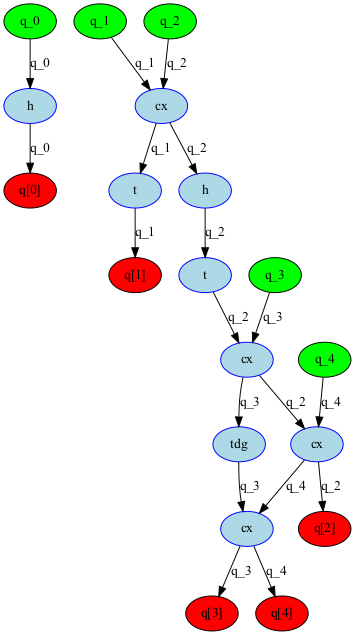 q_0 q_1 q_2
q_0 q_1 q_2
h cx
q_0 q_1 q_2
q[0] t h
q_1 q_2
q[1] t q_3
q_2 q_3
cx q_4
q_3 q_2 q_4
tdg cx
q_3 q_4 q_2
cx q[2]
q_3 q_4
q[3] q[4]